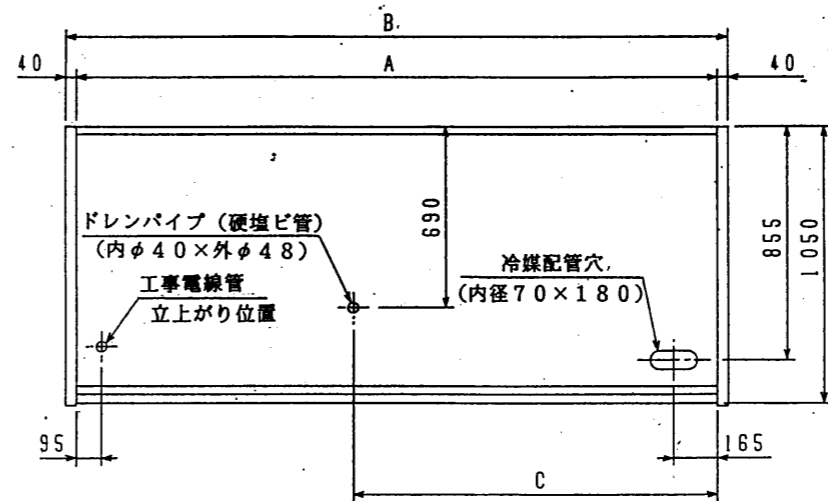 B
40
A
40
690
855
1050
ドレンパイプ（硬塩ビ管）
（内φ40×外φ48）
冷媒配管穴
（内径70×180）
工事電線管
立上がり位置
95
165
C